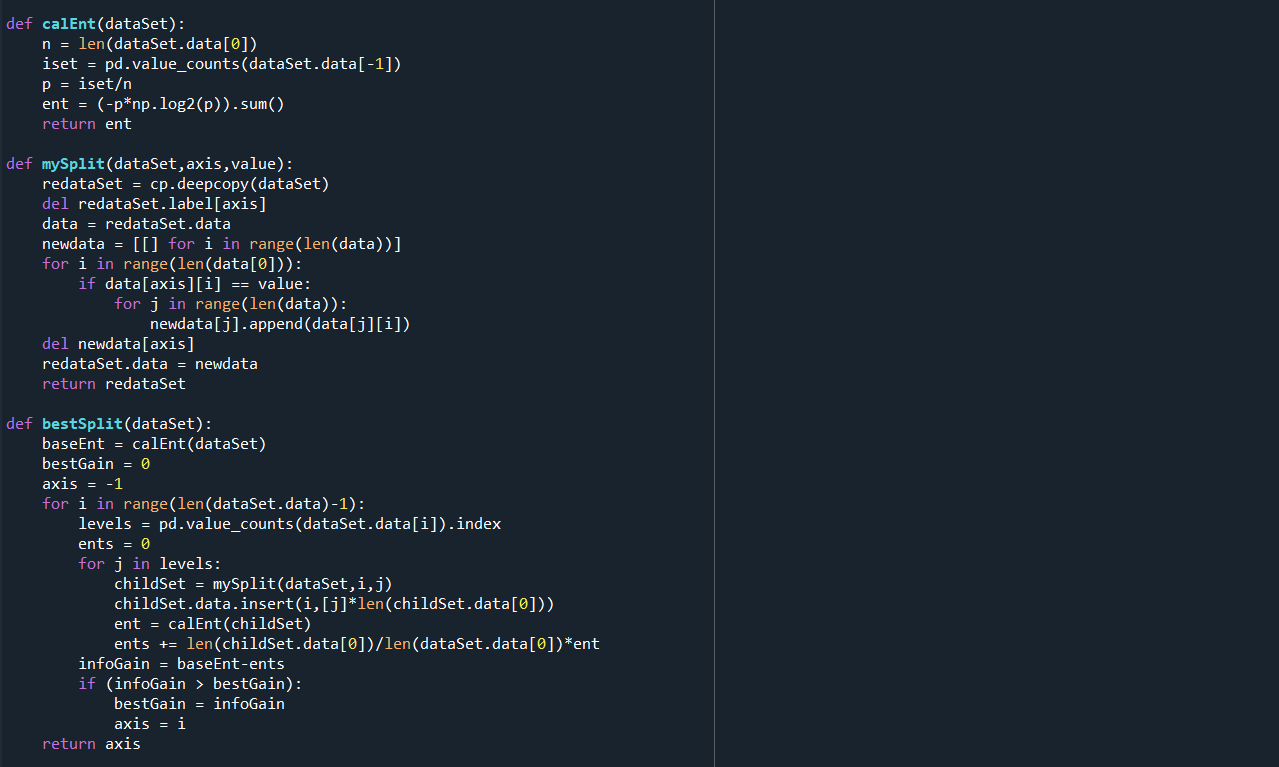 def calEnt(dataSet):
    n = len(dataSet.data[0])
    iset = pd.value_counts(dataSet.data[-1])
    p = iset/n
    ent = (-p*np.log2(p)).sum()
    return ent
def mySplit(dataSet,axis,value):
    redataSet = cp.deepcopy(dataSet)
    del redataSet.label[axis]
    data = redataSet.data
    newdata = [[] for i in range(len(data))]
    for i in range(len(data[0])):
        if data[axis][i] == value:
            for j in range(len(data)):
                newdata[j].append(data[j][i])
    del newdata[axis]
    redataSet.data = newdata
    return redataSet
def bestSplit(dataSet):
    baseEnt = calEnt(dataSet)
    bestGain = 0
    axis = -1
    for i in range(len(dataSet.data)-1):
        levels = pd.value_counts(dataSet.data[i]).index
        ents = 0
        for j in levels:
            childSet = mySplit(dataSet,i,j)
            childSet.data.insert(i,[j]*len(childSet.data[0]))
            ent = calEnt(childSet)
            ents += len(childSet.data[0])/len(dataSet.data[0])*ent
        infoGain = baseEnt-ents
        if (infoGain > bestGain):
            bestGain = infoGain
            axis = i
    return axis